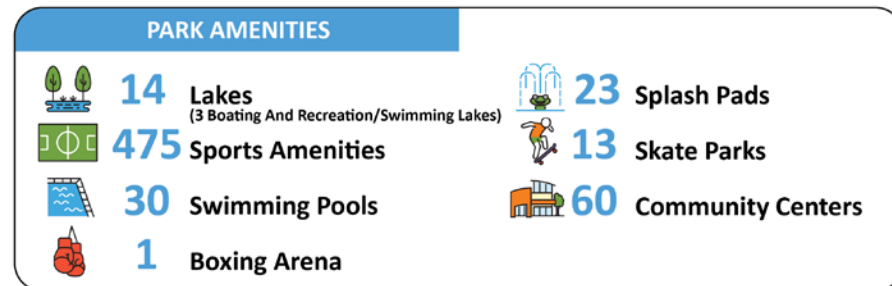 PARK AMENITIES
14 Lakes
(3 Boating And Recreation/Swimming Lakes)
475 Sports Amenities
30 Swimming Pools
1 Boxing Arena
23 Splash Pads
13 Skate Parks
60 Community Centers